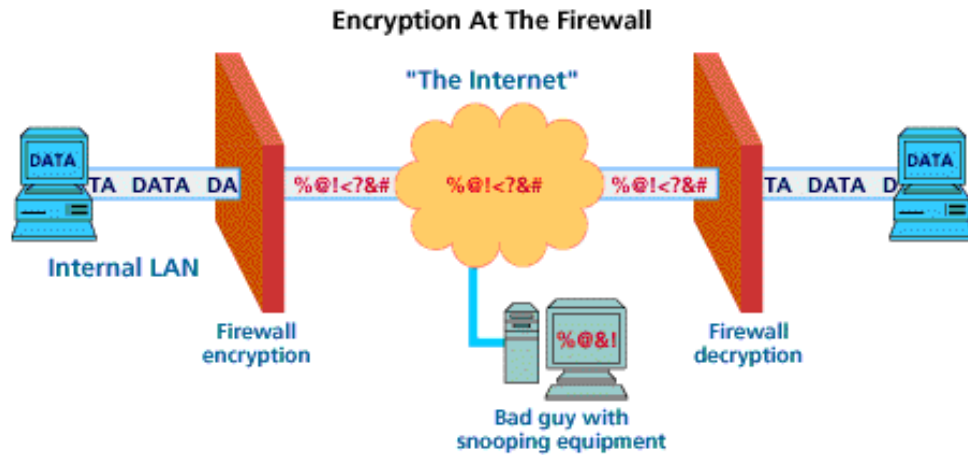 Encryption At The Firewall
"The Internet"
DATA
TA DATA DA
%@!<?&#
%@!<?&#
%@!<?&#
TA DATA D
DATA
Internal LAN
Firewall
encryption
%@&!
Firewall
decryption
Bad guy with
snooping equipment